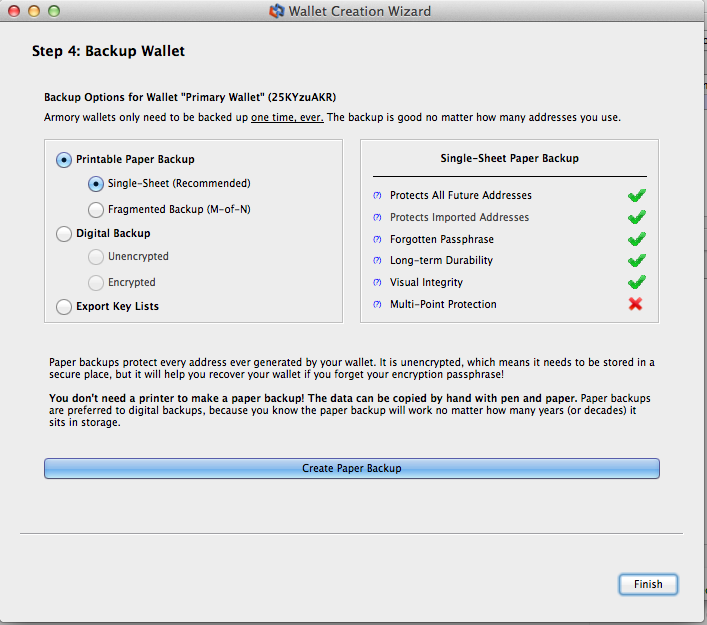 Wallet Creation Wizard
Step 4: Backup Wallet
Backup Options for Wallet "Primary Wallet" (25KYzuAKR)
Armory wallets only need to be backed up one time, ever. The backup is good no matter how many addresses you use.
Printable Paper Backup
Single-Sheet (Recommended)
Fragmented Backup (M-of-N)
Digital Backup
Unencrypted
Encrypted
Export Key Lists
Single-Sheet Paper Backup
(?) Protects All Future Addresses
(?) Protects Imported Addresses
(?) Forgotten Passphrase
(?) Long-term Durability
(?) Visual Integrity
(?) Multi-Point Protection
Paper backups protect every address ever generated by your wallet. It is unencrypted, which means it needs to be stored in a
secure place, but it will help you recover your wallet if you forget your encryption passphrase!
You don't need a printer to make a paper backup! The data can be copied by hand with pen and paper. Paper backups
are preferred to digital backups, because you know the paper backup will work no matter how many years (or decades) it
sits in storage.
Create Paper Backup
Finish